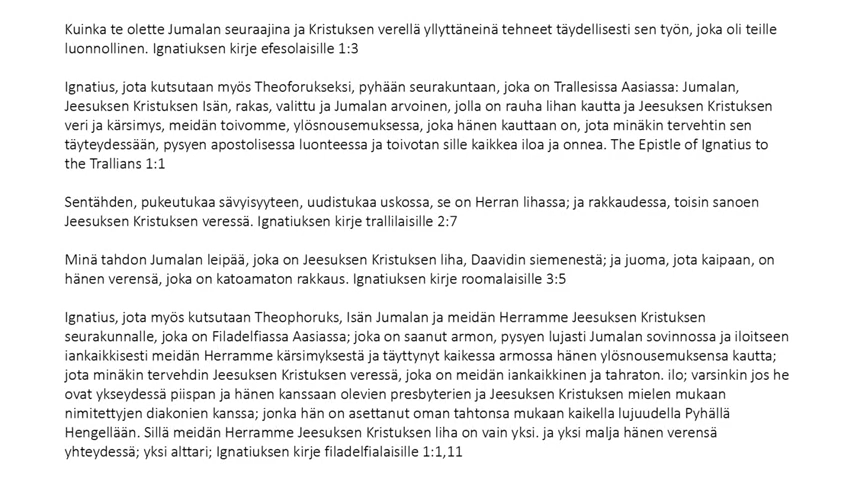 Kuinka te olette Jumalan seuraajina ja Kristuksen verellä yllyttäneinä tehneet täydellisesti sen työn, joka oli teille
luonnollinen. Ignatiuksen kirje efesolaisille 1:3
Ignatius, jota kutsutaan myös Theoforukseksi, pyhään seurakuntaan, joka on Trallesissa Aasiassa: Jumalan,
Jeesuksen Kristuksen Isän, rakas, valittu ja Jumalan arvoinen, jolla on rauha lihan kautta ja Jeesuksen Kristuksen
veri ja kärsimys, meidän toivomme, ylösnousemuksessa, joka hänen kauttaan on, jota minäkin tervehtin sen
täyteydessään, pysyen apostolisessa luonteessa ja toivotan sille kaikkea iloa ja onnea. The Epistle of Ignatius to
the Trallians 1:1
Sentähden, pukeutukaa sävyisyyteen, uudistukaa uskossa, se on Herran lihassa; ja rakkaudessa, toisin sanoen
Jeesuksen Kristuksen veressä. Ignatiuksen kirje trallilaisille 2:7
Minä tahdon Jumalan leipää, joka on Jeesuksen Kristuksen liha, Daavidin siemenestä; ja juoma, jota kaipaan, on
hänen verensä, joka on katoamaton rakkaus. Ignatiuksen kirje roomalaisille 3:5
Ignatius, jota myös kutsutaan Theophoruks, Isän Jumalan ja meidän Herramme Jeesuksen Kristuksen
seurakunnalle, joka on Filadelfiassa Aasiassa; joka on saanut armon, pysyen lujasti Jumalan sovinnossa ja iloitseen
iankaikkisesti meidän Herramme kärsimyksestä ja täyttynyt kaikessa armossa hänen ylösnousemuksensa kautta;
jota minäkin tervehdin Jeesuksen Kristuksen veressä, joka on meidän iankaikkinen ja tahraton. ilo; varsinkin jos he
ovat ykseydessä piispan ja hänen kanssaan olevien presbyterien ja Jeesuksen Kristuksen mielen mukaan
nimitettyjen diakonien kanssa; jonka hän on asettanut oman tahtonsa mukaan kaikella lujuudella Pyhällä
Hengellään. Sillä meidän Herramme Jeesuksen Kristuksen liha on vain yksi. ja yksi malja hänen verensä
yhteydessä; yksi alttari; Ignatiuksen kirje filadelfialaisille 1:1,11